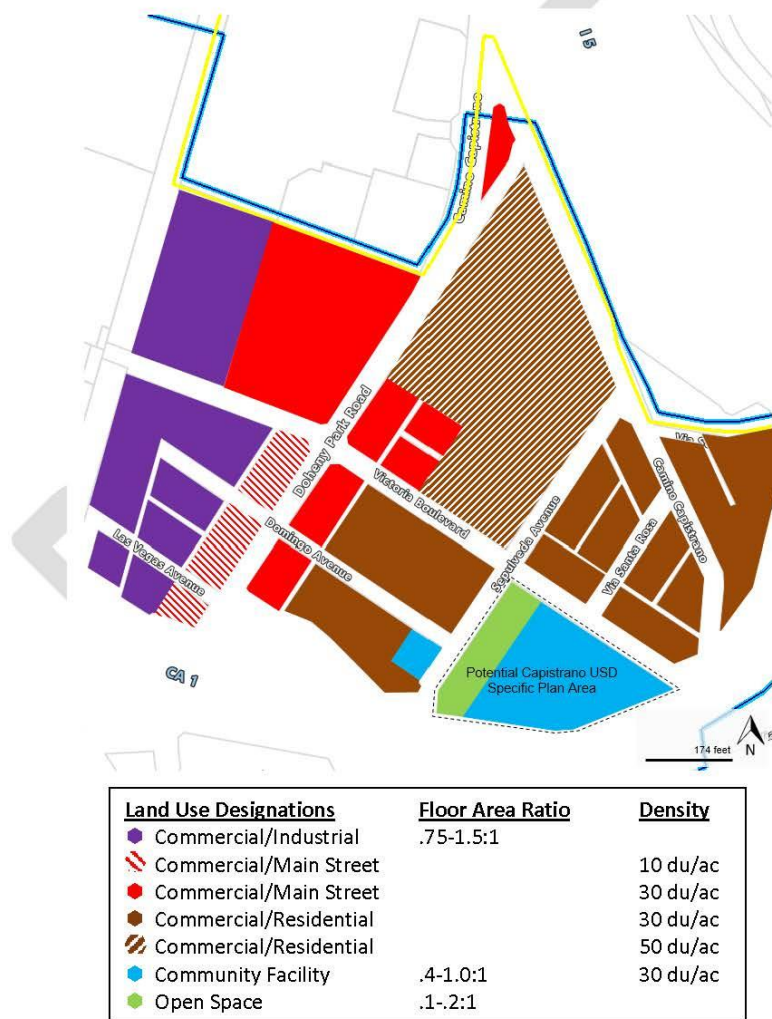 I 5
Camino Capistrano
Doheny Park Road
Victoria Boulevard
Domingo Avenue
Las Vegas Avenue
Sepulveda Avenue
Via Santa Rosa
Camino Capistrano
Via
CA 1
Potential Capistrano USD
Specific Plan Area
174 feet
N
Land Use Designations Floor Area Ratio Density
Commercial/Industrial .75-1.5:1
Commercial/Main Street 10 du/ac
Commercial/Main Street 30 du/ac
Commercial/Residential 30 du/ac
Commercial/Residential 50 du/ac
Community Facility .4-1.0:1 30 du/ac
Open Space .1-.2:1